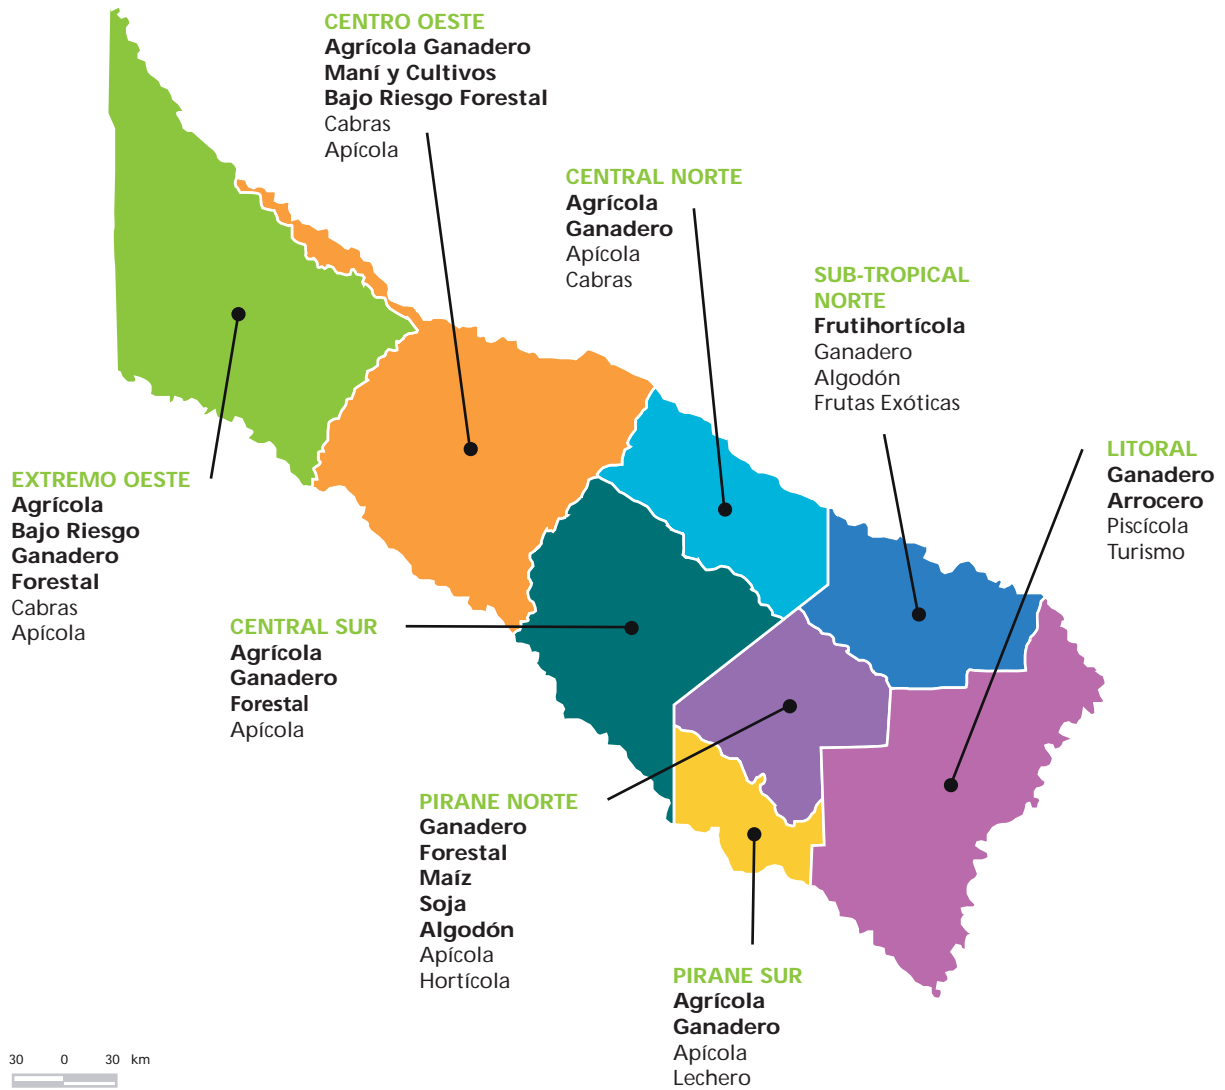 CENTRO OESTE
Agrícola Ganadero
Maní y Cultivos
Bajo Riesgo Forestal
Cabras
Apícola
CENTRAL NORTE
Agrícola
Ganadero
Apícola
Cabras
SUB-TROPICAL
NORTE
Frutihortícola
Ganadero
Algodón
Frutas Exóticas
LITORAL
Ganadero
Arrocero
Piscícola
Turismo
EXTREMO OESTE
Agrícola
Bajo Riesgo
Ganadero
Forestal
Cabras
Apícola
CENTRAL SUR
Agrícola
Ganadero
Forestal
Apícola
PIRANE NORTE
Ganadero
Forestal
Maíz
Soja
Algodón
Apícola
Hortícola
PIRANE SUR
Agrícola
Ganadero
Apícola
Lechero
30 0 30 km